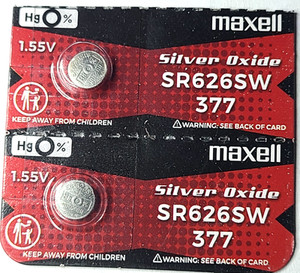 Hg 0% maxell
1.55V Silver Oxide
SR626SW
377
KEEP AWAY FROM CHILDREN ⚠WARNING: SEE BACK OF CARD
Hg 0% maxell
1.55V Silver Oxide
SR626SW
377
KEEP AWAY FROM CHILDREN ⚠WARNING: SEE BACK OF CARD